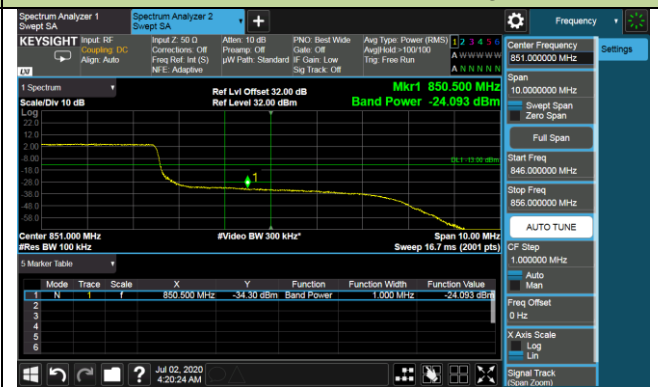 Spectrum Analyzer 1
Swept SA
Spectrum Analyzer 2
Swept SA
+
Frequency
KEYSIGHT
Input: RF
Coupling: DC
Align: Auto
Input Z: 50 Ω
Corrections: Off
Freq Ref: Int (S)
NFE: Adaptive
Atten: 10 dB
Preamp: Off
µW Path: Standard
PNO: Best Wide
Gate: Off
IF Gain: Low
Sig Track: Off
Avg Type: Power (RMS)
Avg|Hold:>100/100
Trig: Free Run
1 2 3 4 5 6
A W W W W W
A N N N N N
LXI
1 Spectrum
Scale/Div 10 dB
Log
Ref Lvl Offset 32.00 dB
Ref Level 32.00 dBm
Mkr1 850.500 MHz
Band Power -24.093 dBm
22.0
12.0
2.00
-8.00
-18.0
-28.0
-38.0
-48.0
-58.0
DL1 -13.00 dBm
1
Center 851.000 MHz
#Res BW 100 kHz
#Video BW 300 kHz*
Span 10.00 MHz
Sweep 16.7 ms (2001 pts)
5 Marker Table
Mode Trace Scale X Y Function Function Width Function Value
1 N 1 f 850.500 MHz -34.30 dBm Band Power 1.000 MHz -24.093 dBm
2
3
4
5
6
Jul 02, 2020
4:20:24 AM
?
Center Frequency
851.000000 MHz
Settings
Span
10.0000000 MHz
Swept Span
Zero Span
Full Span
Start Freq
846.000000 MHz
Stop Freq
856.000000 MHz
AUTO TUNE
CF Step
1.000000 MHz
Auto
Man
Freq Offset
0 Hz
X Axis Scale
Log
Lin
Signal Track
(Span Zoom)